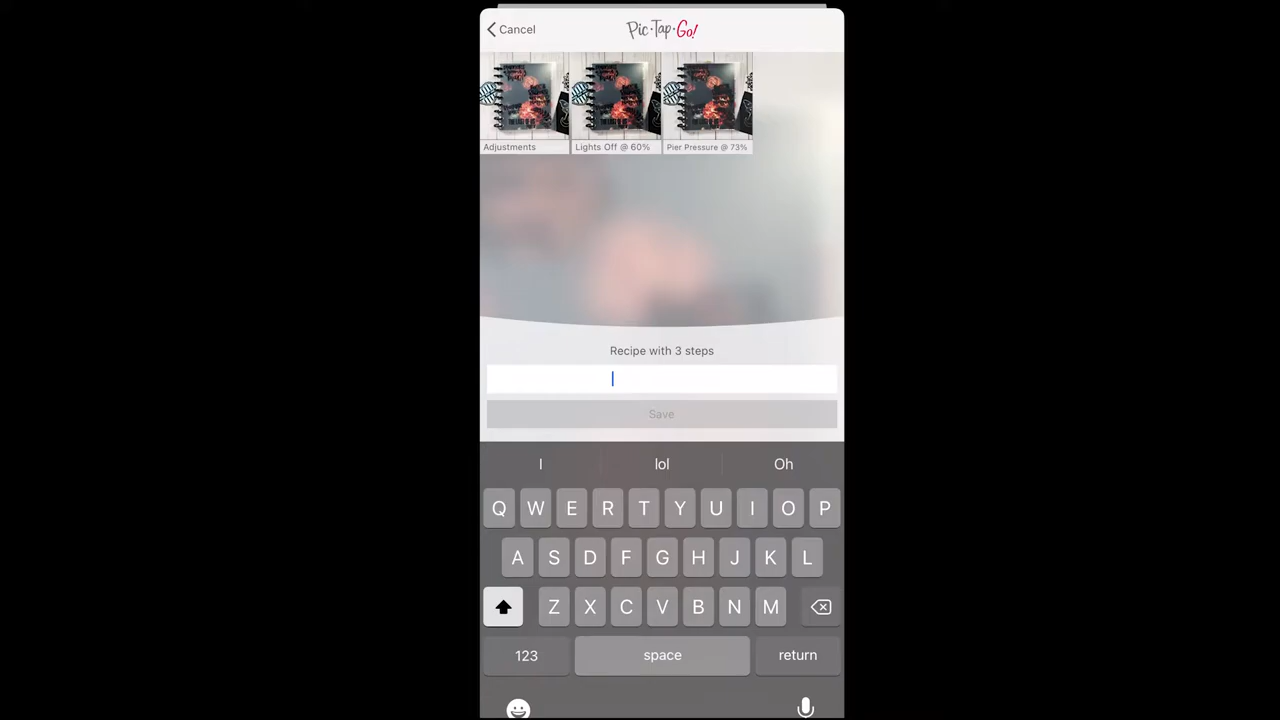 Cancel
Pic·Tap·Go!
Adjustments
Lights Off @ 60%
Pier Pressure @ 73%
Recipe with 3 steps
Save
I
lol
Oh
Q W E R T Y U I O P
A S D F G H J K L
Z X C V B N M
123
space
return